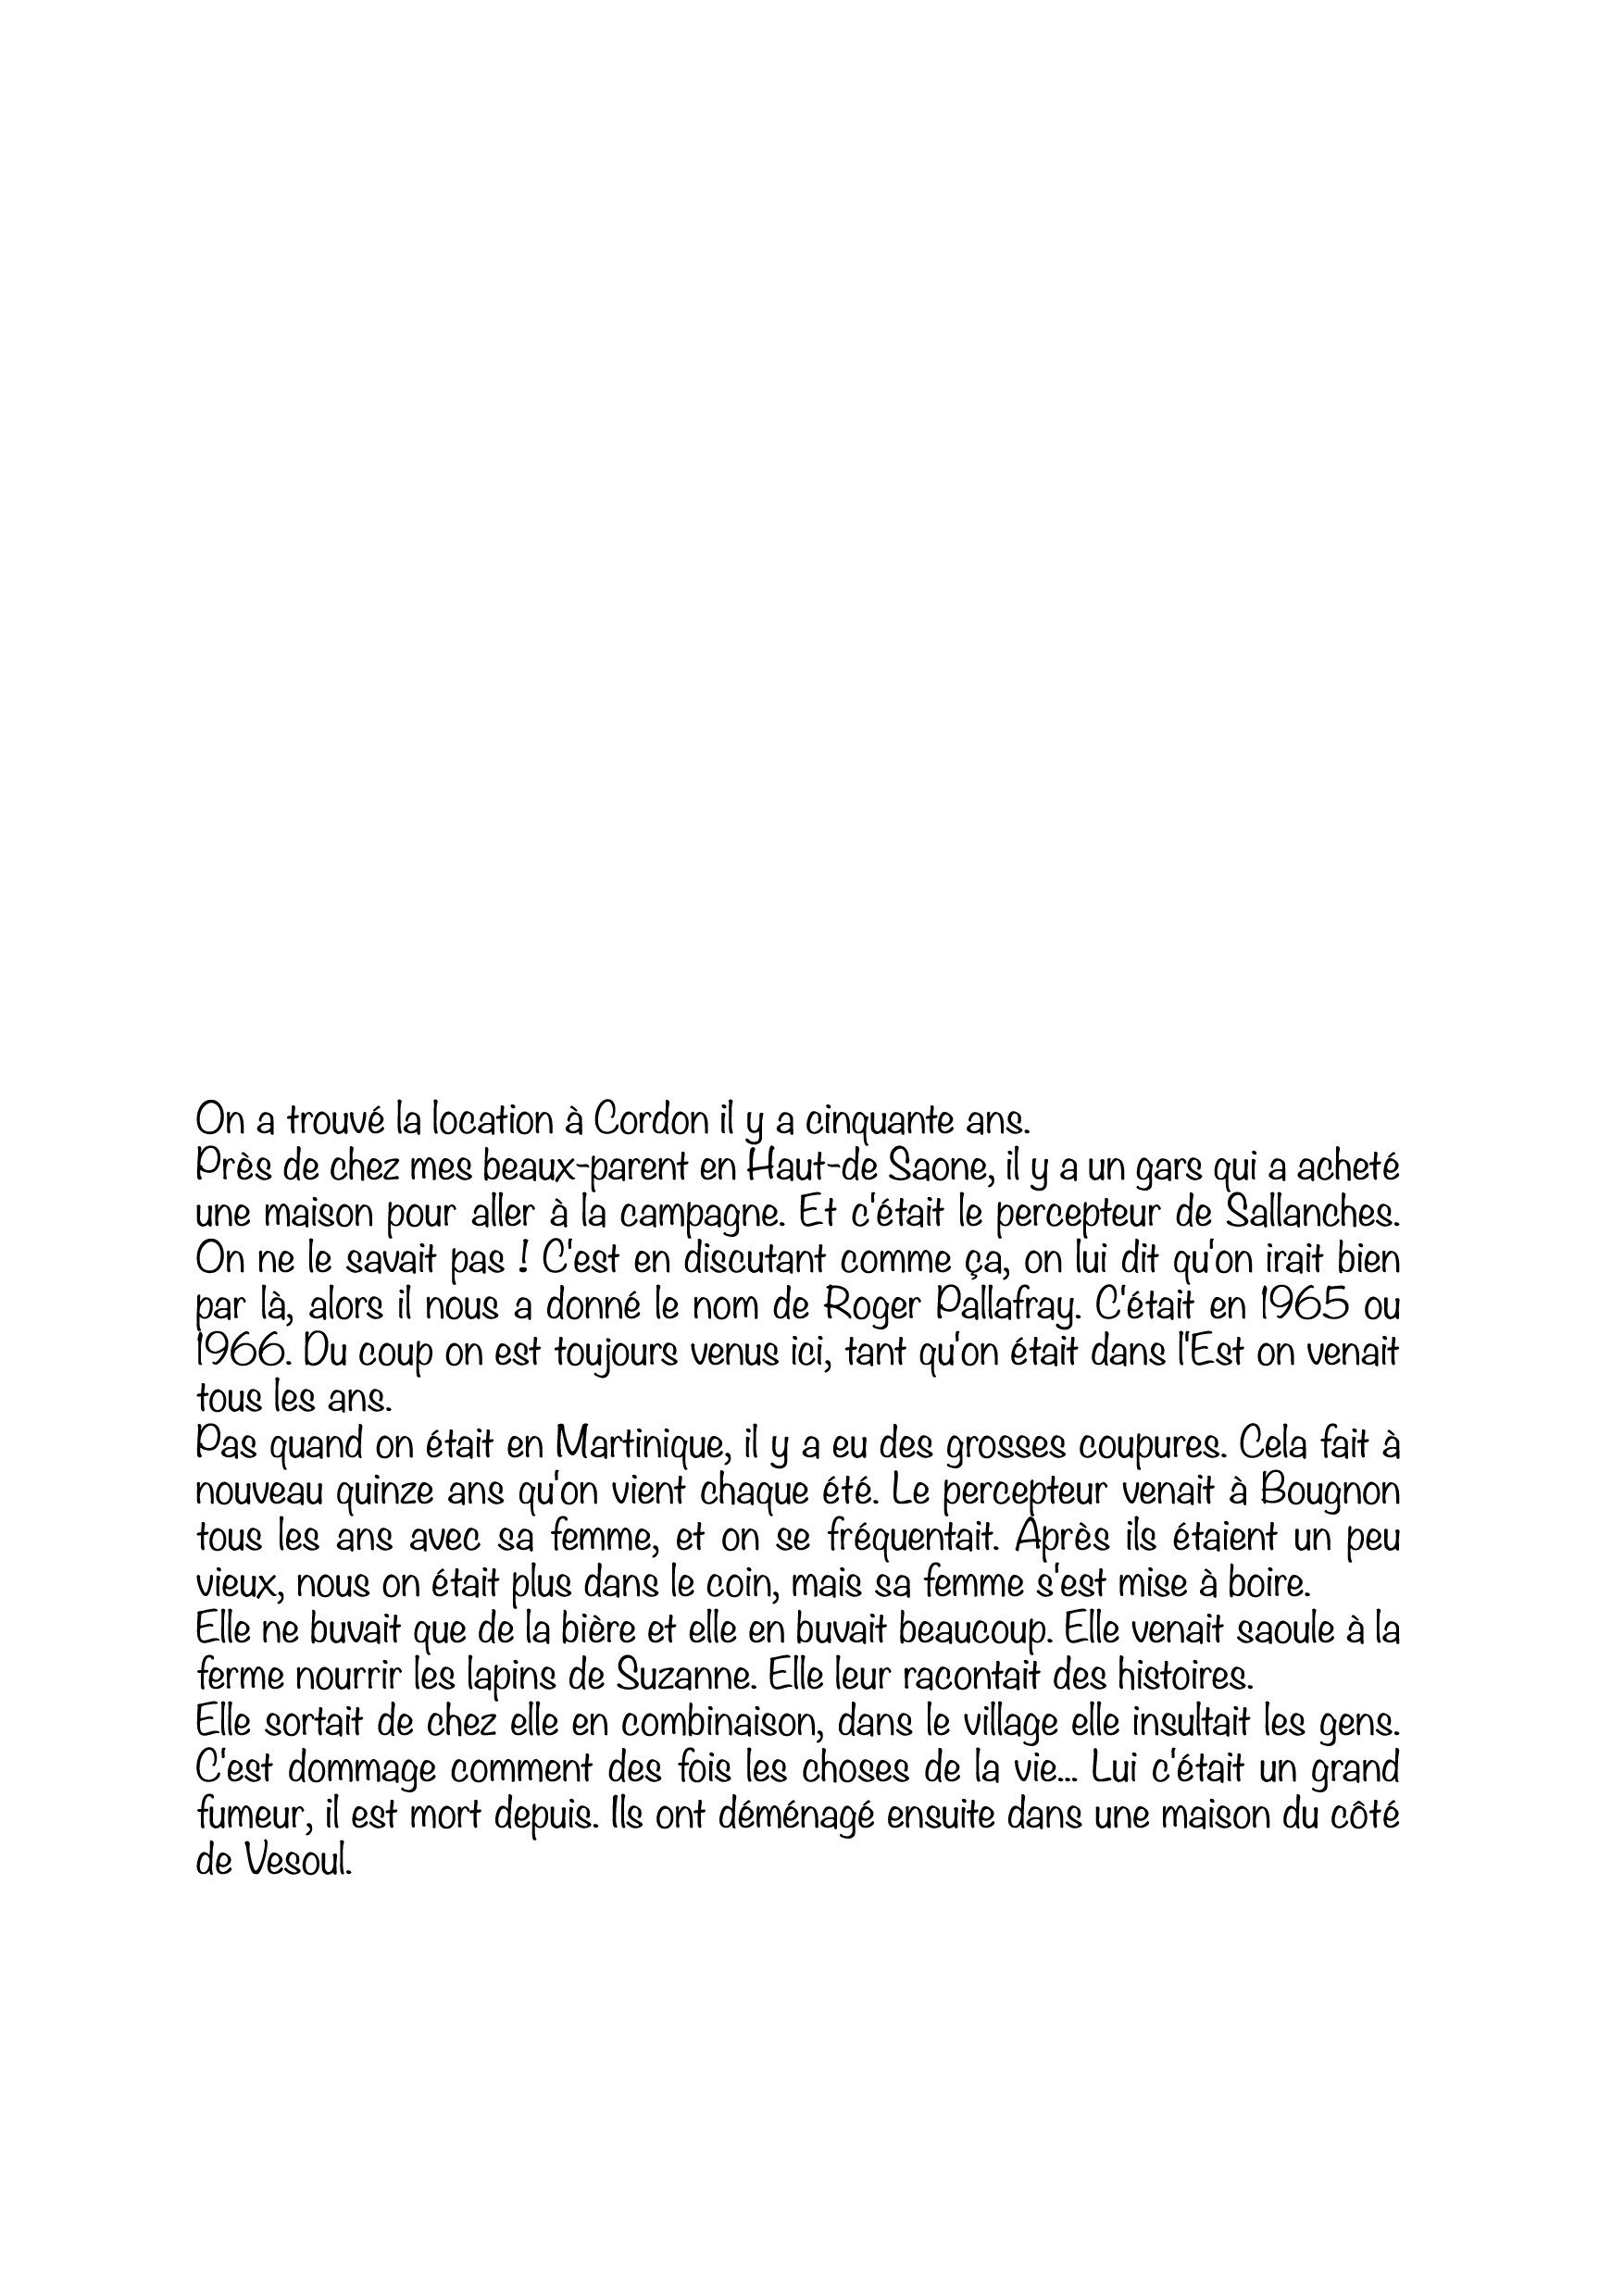 On a trouvé la location à Cordon il y a cinquante ans.
Près de chez mes beaux-parent en Haut-de Saone, il y a un gars qui a acheté
une maison pour aller à la campagne. Et c'était le percepteur de Sallanches.
On ne le savait pas ! C'est en discutant comme ça, on lui dit qu'on irait bien
par là, alors il nous a donné le nom de Roger Pallafray. C'était en 1965 ou
1966. Du coup on est toujours venus ici, tant qu'on était dans l'Est on venait
tous les ans.
Pas quand on était en Martinique, il y a eu des grosses coupures. Cela fait à
nouveau quinze ans qu'on vient chaque été. Le percepteur venait à Bougnon
tous les ans avec sa femme, et on se fréquentait. Après ils étaient un peu
vieux, nous on était plus dans le coin, mais sa femme s'est mise à boire.
Elle ne buvait que de la bière et elle en buvait beaucoup. Elle venait saoule à la
ferme nourrir les lapins de Suzanne. Elle leur racontait des histoires.
Elle sortait de chez elle en combinaison, dans le village elle insultait les gens.
C'est dommage comment des fois les choses de la vie... Lui c'était un grand
fumeur, il est mort depuis. Ils ont déménagé ensuite dans une maison du côté
de Vesoul.